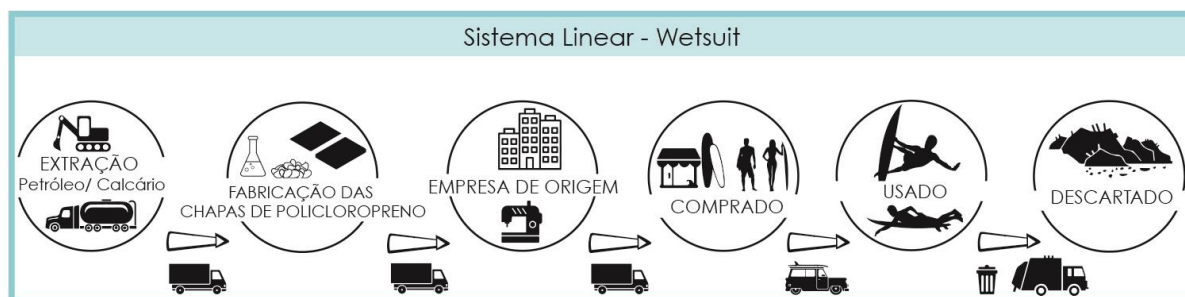 Sistema Linear - Wetsuit
EXTRAÇÃO
Petróleo/ Calcário
FABRICAÇÃO DAS
CHAPAS DE POLICLOROPRENO
EMPRESA DE ORIGEM
COMPRADO
USADO
DESCARTADO